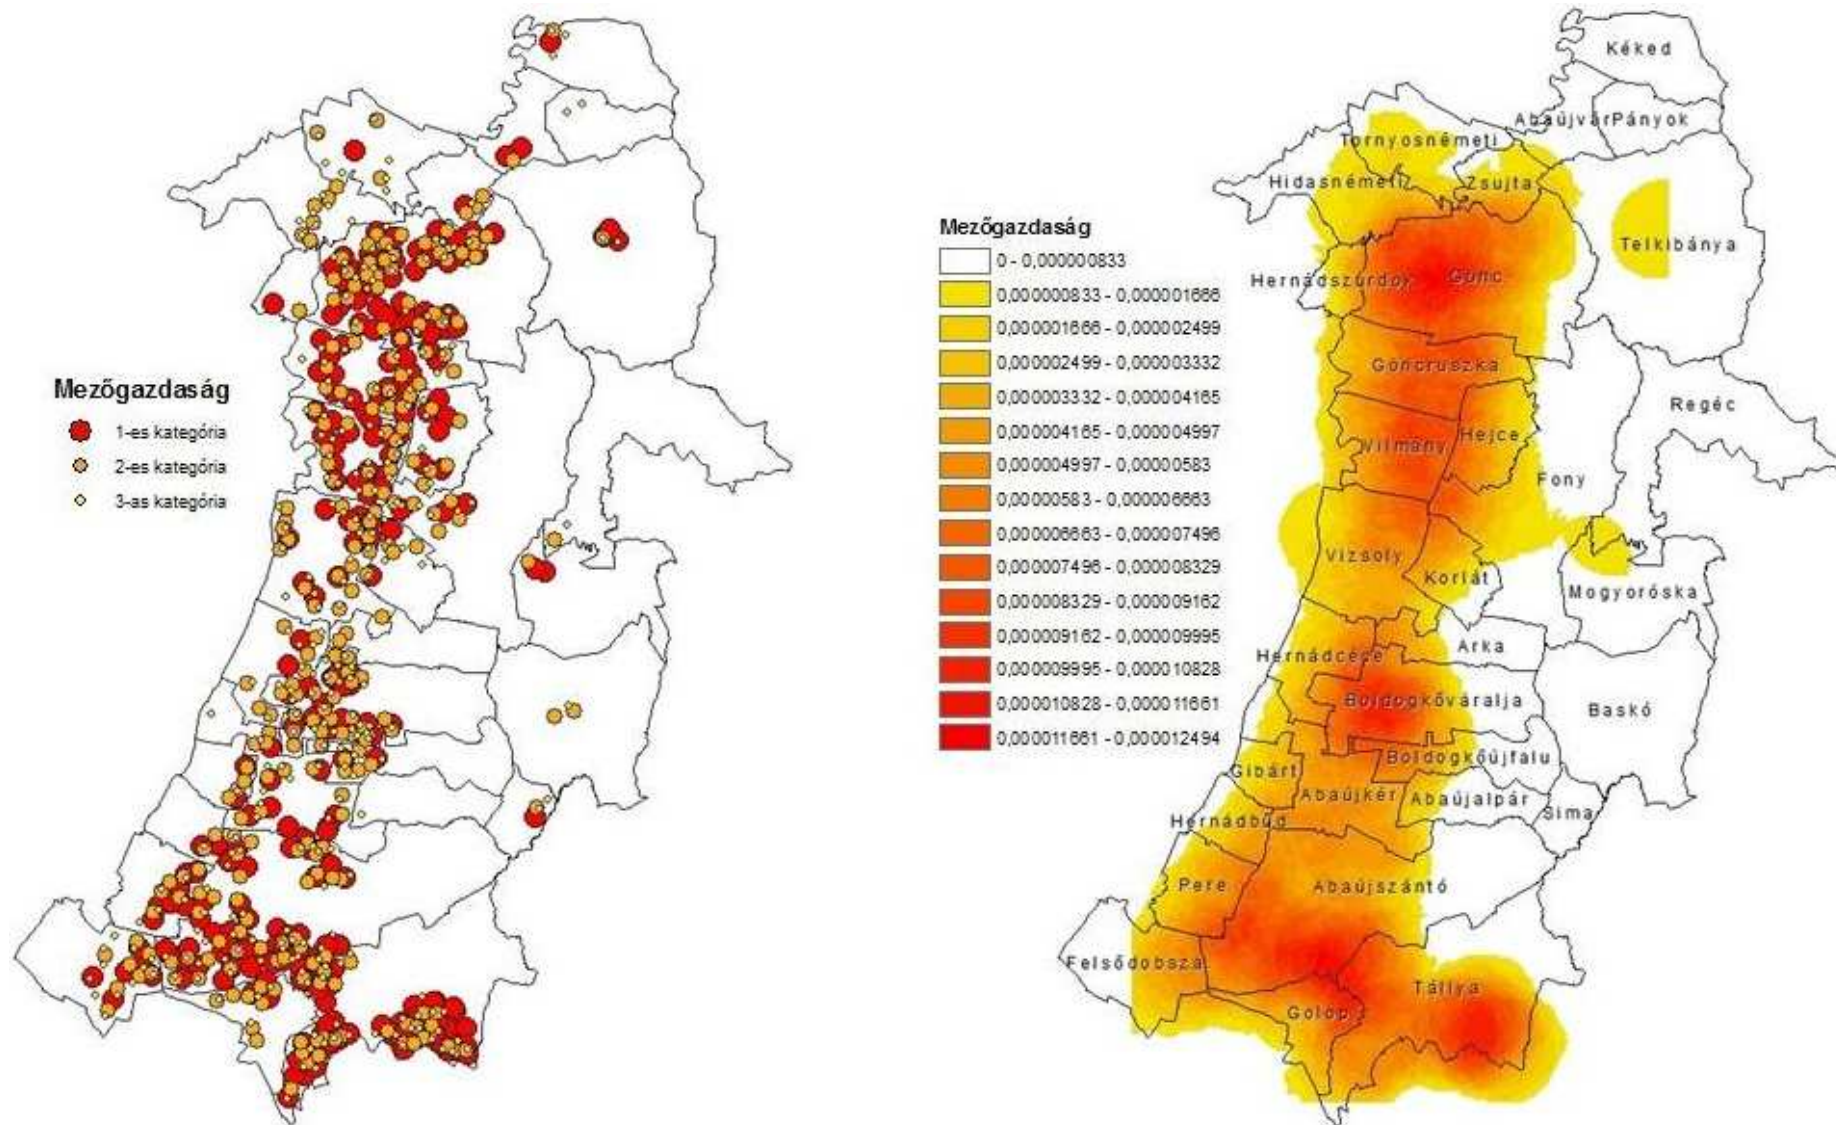 Mezőgazdaság
1-es kategória
2-es kategória
3-as kategória
Mezőgazdaság
0 - 0,000000833
0,000000833 - 0,000001666
0,000001666 - 0,000002499
0,000002499 - 0,000003332
0,000003332 - 0,000004165
0,000004165 - 0,000004997
0,000004997 - 0,00000583
0,00000583 - 0,000006663
0,000006663 - 0,000007496
0,000007496 - 0,000008329
0,000008329 - 0,000009162
0,000009162 - 0,000009995
0,000009995 - 0,000010828
0,000010828 - 0,000011661
0,000011661 - 0,000012494
Kéked
Abaújvár
Pányok
Tornyosnémeti
Hidasnémeti
Zsujta
Telkibánya
Hernádszurdok
Gönc
Göncruszka
Regéc
Vilmány
Hejce
Fony
Vizsoly
Korlát
Mogyoróska
Arka
Hernádcéce
Boldogkőváralja
Baskó
Boldogkőújfalu
Gibárt
Abaújkér
Abaújalpár
Sima
Hernádbűd
Pere
Abaújszántó
Felsődobsza
Tállya
Golop